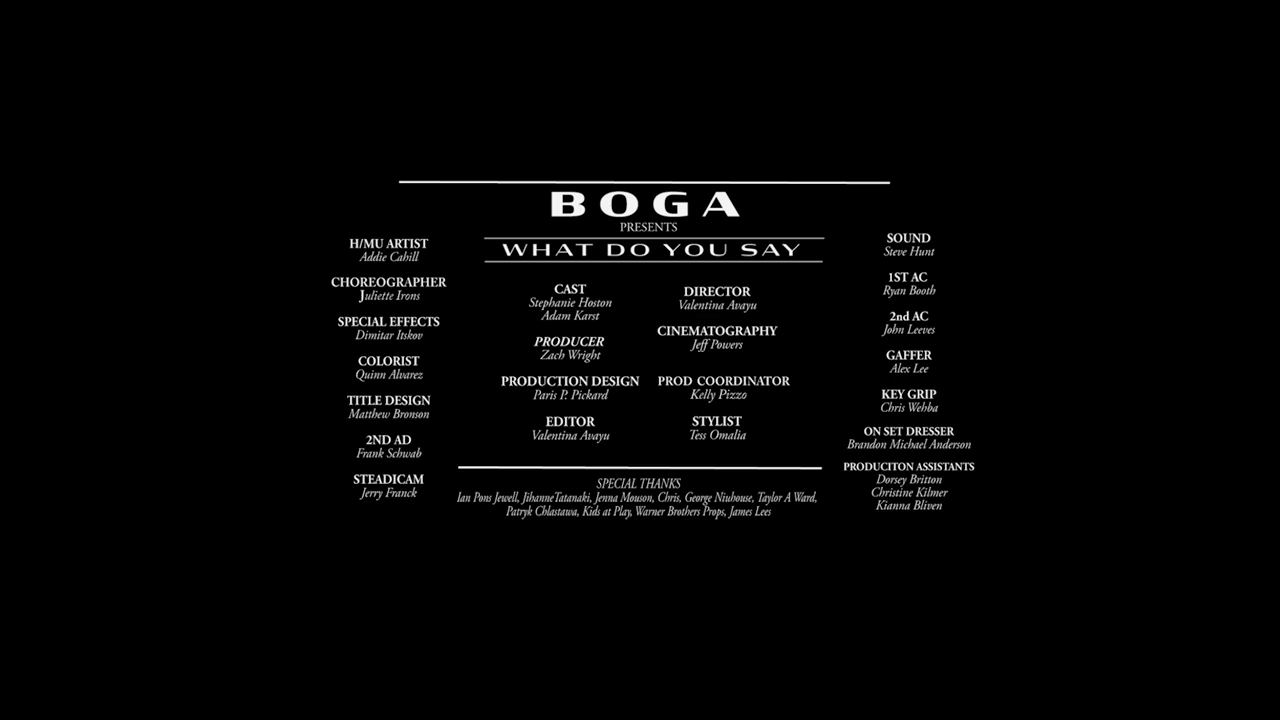 BOGA
PRESENTS
WHAT DO YOU SAY
H/MU ARTIST
Addie Cahill
CHOREOGRAPHER
Juliette Irons
SPECIAL EFFECTS
Dimitar Itskov
COLORIST
Quinn Alvarez
TITLE DESIGN
Matthew Bronson
2ND AD
Frank Schwab
STEADICAM
Jerry Franck
CAST
Stephanie Hoston
Adam Karst
PRODUCER
Zach Wright
PRODUCTION DESIGN
Paris P. Pickard
EDITOR
Valentina Avayu
DIRECTOR
Valentina Avayu
CINEMATOGRAPHY
Jeff Powers
PROD COORDINATOR
Kelly Pizzo
STYLIST
Tess Omalia
SOUND
Steve Hunt
1ST AC
Ryan Booth
2nd AC
John Leeves
GAFFER
Alex Lee
KEY GRIP
Chris Wehba
ON SET DRESSER
Brandon Michael Anderson
PRODUCITON ASSISTANTS
Dorsey Britton
Christine Kilmer
Kianna Bliven
SPECIAL THANKS
Ian Pons Jewell, JihanneTatanaki, Jenna Mouson, Chris, George Niuhouse, Taylor A Ward,
Patryk Chlastawa, Kids at Play, Warner Brothers Props, James Lees